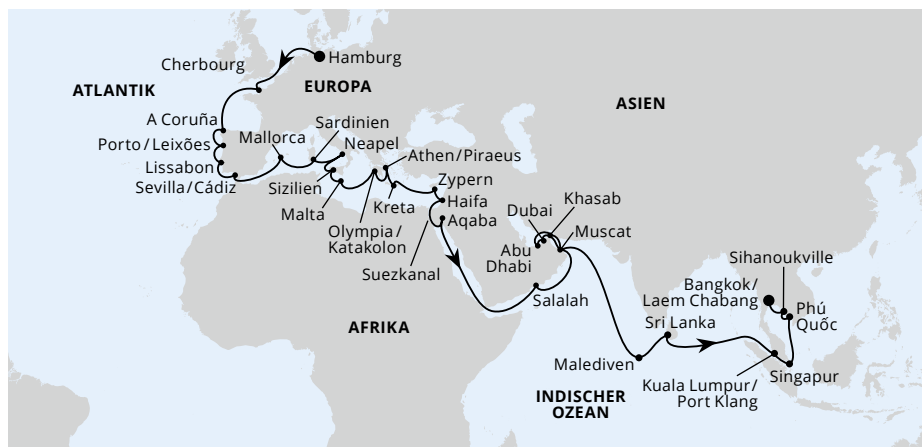 Hamburg
Cherbourg
EUROPA
ATLANTIK
ASIEN
A Coruña
Sardinien
Mallorca
Neapel
Porto/Leixões
Athen/Piraeus
Lissabon
Zypern
Sevilla/Cádiz
Sizilien
Haifa
Khasab
Malta
Kreta
Aqaba
Dubai
Olympia/
Katakolon
Muscat
Abu
Dhabi
Suezkanal
Sihanoukville
Bangkok/
Laem Chabang
Salalah
Phú
Quốc
AFRIKA
Sri Lanka
Malediven
Singapur
Kuala Lumpur/
Port Klang
INDISCHER
OZEAN